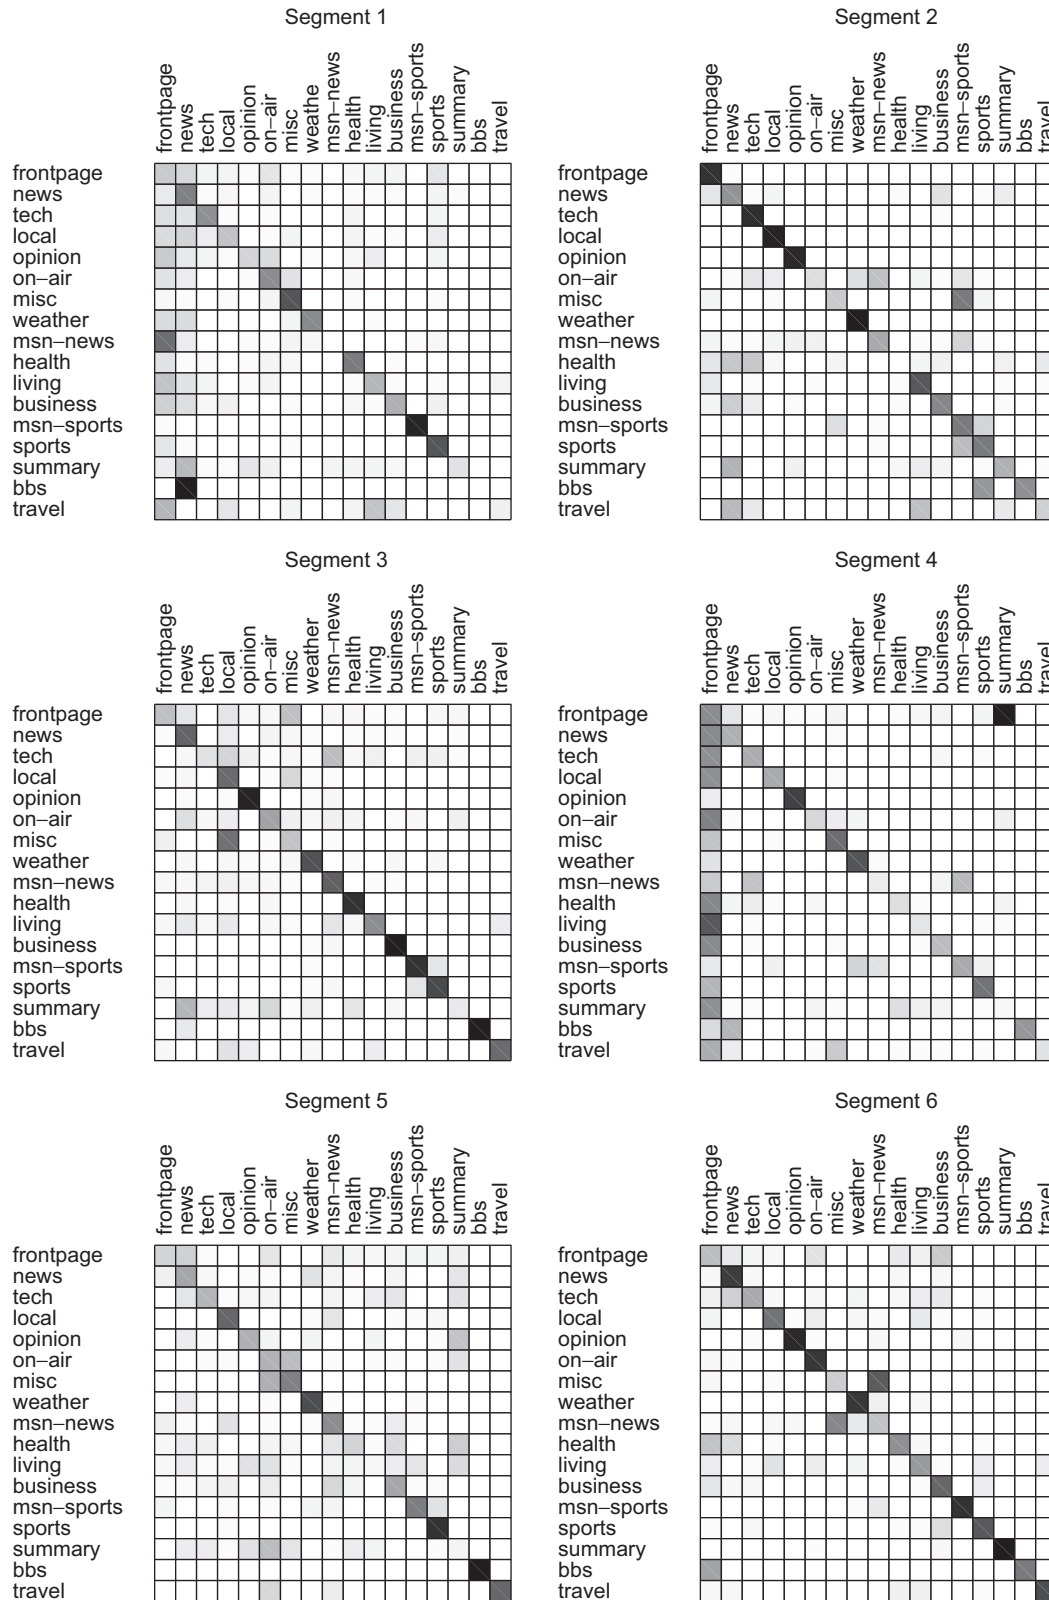 Segment 1
frontpage
news
tech
local
opinion
on–air
misc
weathe
msn–news
health
living
business
msn–sports
sports
summary
bbs
travel
frontpage
news
tech
local
opinion
on–air
misc
weather
msn–news
health
living
business
msn–sports
sports
summary
bbs
travel
Segment 2
frontpage
news
tech
local
opinion
on–air
misc
weather
msn–news
health
living
business
msn–sports
sports
summary
bbs
travel
frontpage
news
tech
local
opinion
on–air
misc
weather
msn–news
health
living
business
msn–sports
sports
summary
bbs
travel
Segment 3
frontpage
news
tech
local
opinion
on–air
misc
weather
msn–news
health
living
business
msn–sports
sports
summary
bbs
travel
frontpage
news
tech
local
opinion
on–air
misc
weather
msn–news
health
living
business
msn–sports
sports
summary
bbs
travel
Segment 4
frontpage
news
tech
local
opinion
on–air
misc
weather
msn–news
health
living
business
msn–sports
sports
summary
bbs
travel
frontpage
news
tech
local
opinion
on–air
misc
weather
msn–news
health
living
business
msn–sports
sports
summary
bbs
travel
Segment 5
frontpage
news
tech
local
opinion
on–air
misc
weather
msn–news
health
living
business
msn–sports
sports
summary
bbs
travel
frontpage
news
tech
local
opinion
on–air
misc
weather
msn–news
health
living
business
msn–sports
sports
summary
bbs
travel
Segment 6
frontpage
news
tech
local
opinion
on–air
misc
weather
msn–news
health
living
business
msn–sports
sports
summary
bbs
travel
frontpage
news
tech
local
opinion
on–air
misc
weather
msn–news
health
living
business
msn–sports
sports
summary
bbs
travel